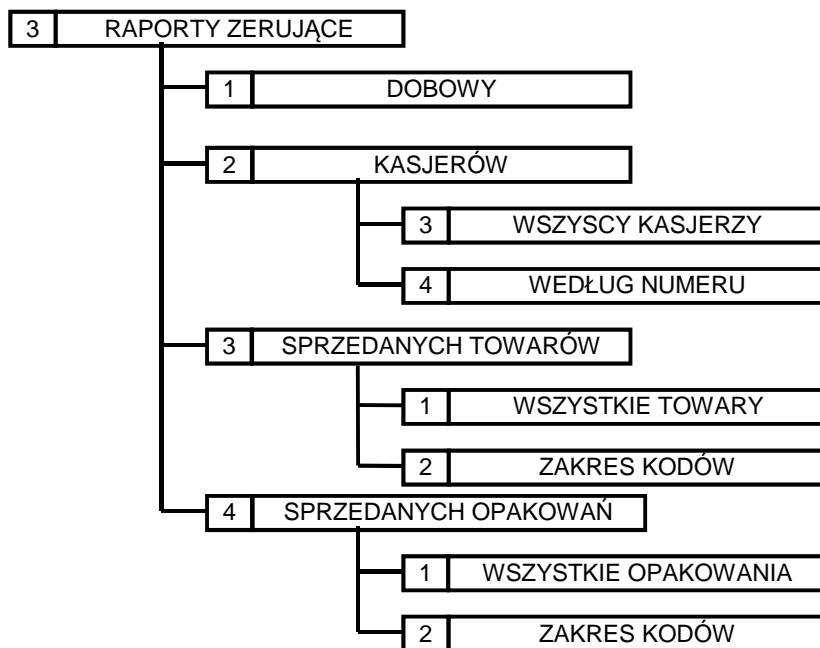 3 RAPORTY ZERUJĄCE
1 DOBOWY
2 KASJERÓW
3 WSZYSCY KASJERZY
4 WEDŁUG NUMERU
3 SPRZEDANYCH TOWARÓW
1 WSZYSTKIE TOWARY
2 ZAKRES KODÓW
4 SPRZEDANYCH OPAKOWAŃ
1 WSZYSTKIE OPAKOWANIA
2 ZAKRES KODÓW